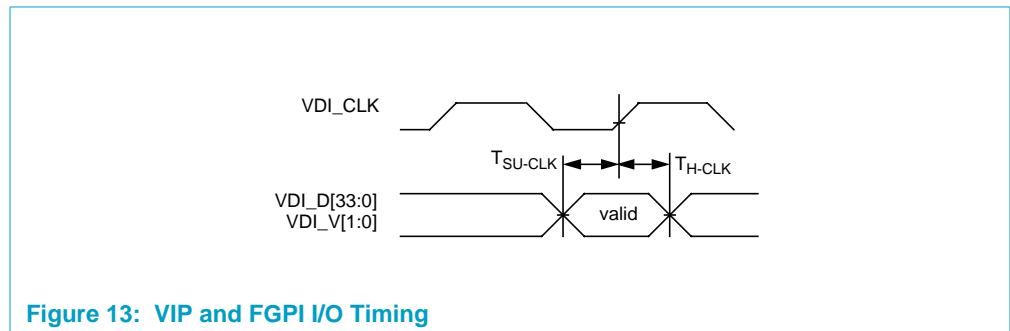 VDI_CLK
TSU-CLK
TH-CLK
VDI_D[33:0]
VDI_V[1:0]
valid
Figure 13: VIP and FGPI I/O Timing